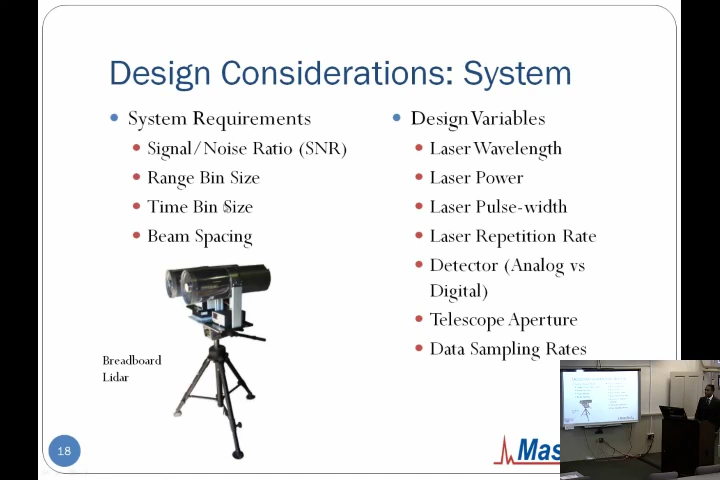 Design Considerations: System
System Requirements
Signal/Noise Ratio (SNR)
Range Bin Size
Time Bin Size
Beam Spacing
Breadboard
Lidar
Design Variables
Laser Wavelength
Laser Power
Laser Pulse-width
Laser Repetition Rate
Detector (Analog vs
Digital)
Telescope Aperture
Data Sampling Rates
18
Mas